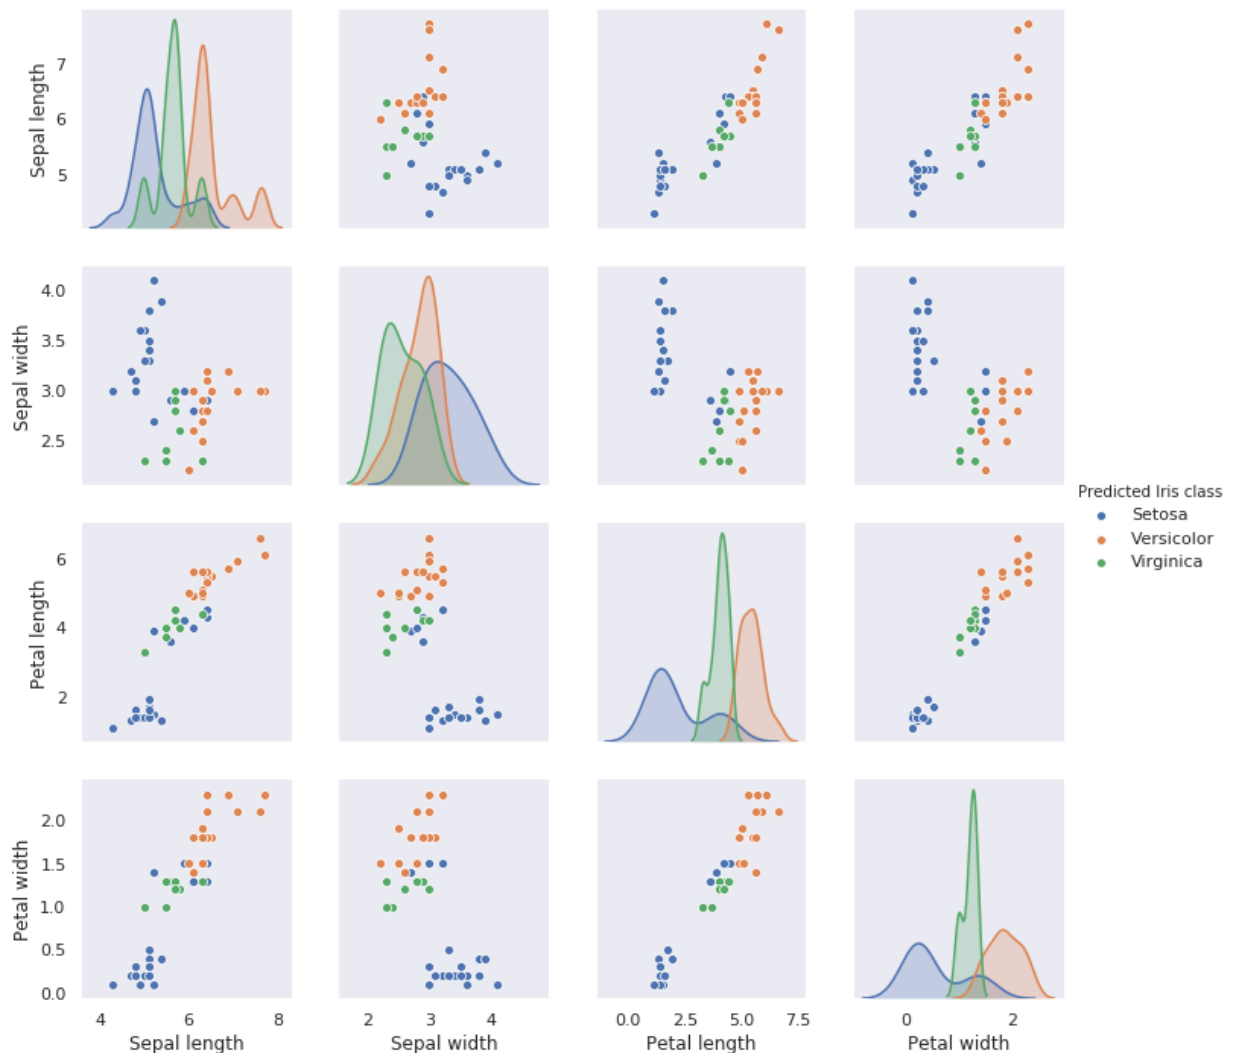 Sepal length
7
6
5
Sepal width
4.0
3.5
3.0
2.5
Predicted Iris class
Setosa
Versicolor
Virginica
Petal length
6
4
2
Petal width
2.0
1.5
1.0
0.5
0.0
4 6 8 2 3 4 0.0 2.5 5.0 7.5 0 2
Sepal length Sepal width Petal length Petal width